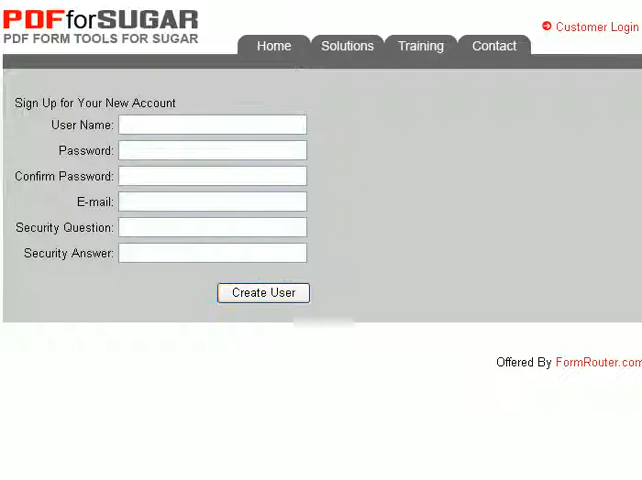 PDFforSUGAR
PDF FORM TOOLS FOR SUGAR
Customer Login
Home Solutions Training Contact
Sign Up for Your New Account
User Name:
Password:
Confirm Password:
E-mail:
Security Question:
Security Answer:
Create User
Offered By FormRouter.com